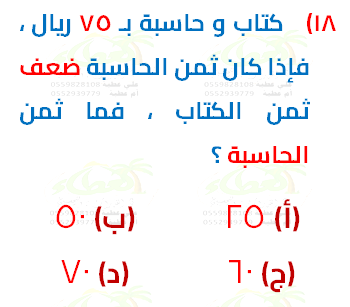 ١٨) كتاب و حاسبة بـ ٧٥ ريال ،
فإذا كان ثمن الحاسبة ضعف
ثمن الكتاب ، فما ثمن
الحاسبة ؟
(أ) ٢٥ (ب) ٥٠
(ج) ٦٠ (د) ٧٠